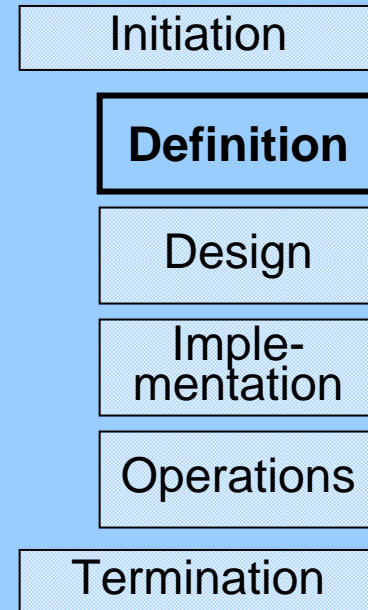 Initiation
Definition
Design
Imple-
mentation
Operations
Termination